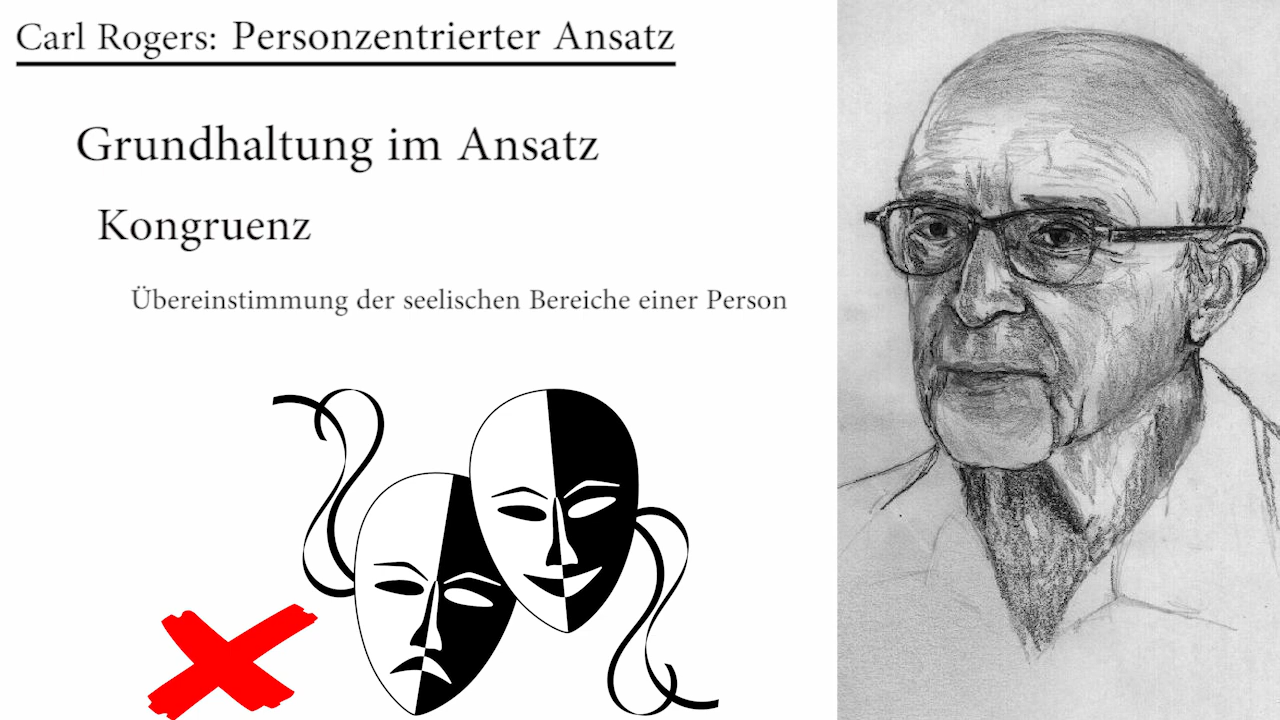 Carl Rogers: Personzentrierter Ansatz
Grundhaltung im Ansatz
Kongruenz
Übereinstimmung der seelischen Bereiche einer Person